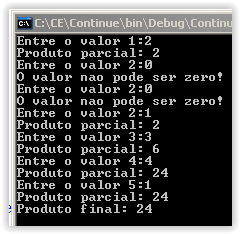 C:\CE\Continue\bin\Debug\Continu
Entre o valor 1:2
Produto parcial: 2
Entre o valor 2:0
O valor nao pode ser zero!
Entre o valor 2:0
O valor nao pode ser zero!
Entre o valor 2:1
Produto parcial: 2
Entre o valor 3:3
Produto parcial: 6
Entre o valor 4:4
Produto parcial: 24
Entre o valor 5:1
Produto parcial: 24
Produto final: 24